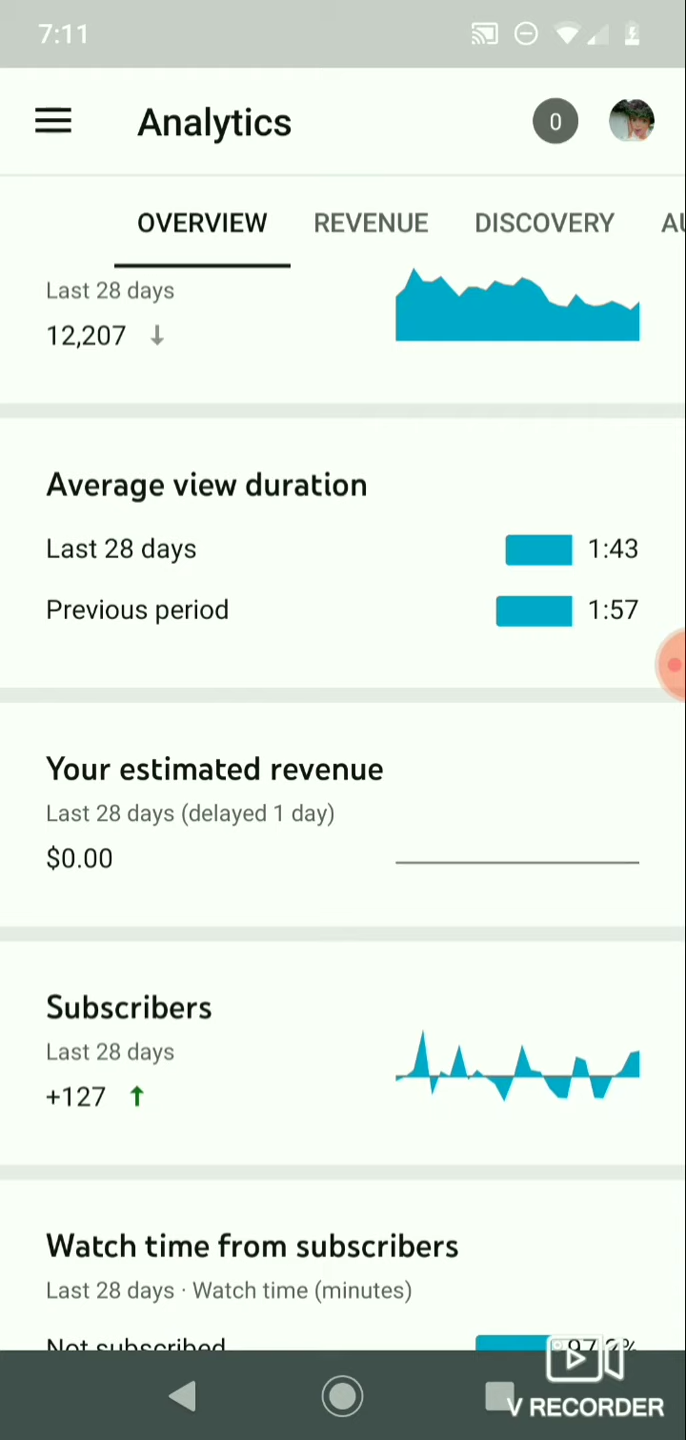 7:11
Analytics
0
OVERVIEW REVENUE DISCOVERY
Last 28 days
12,207
Average view duration
Last 28 days 1:43
Previous period 1:57
Your estimated revenue
Last 28 days (delayed 1 day)
$0.00
Subscribers
Last 28 days
+127
Watch time from subscribers
Last 28 days · Watch time (minutes)
Not subscribed
V RECORDER